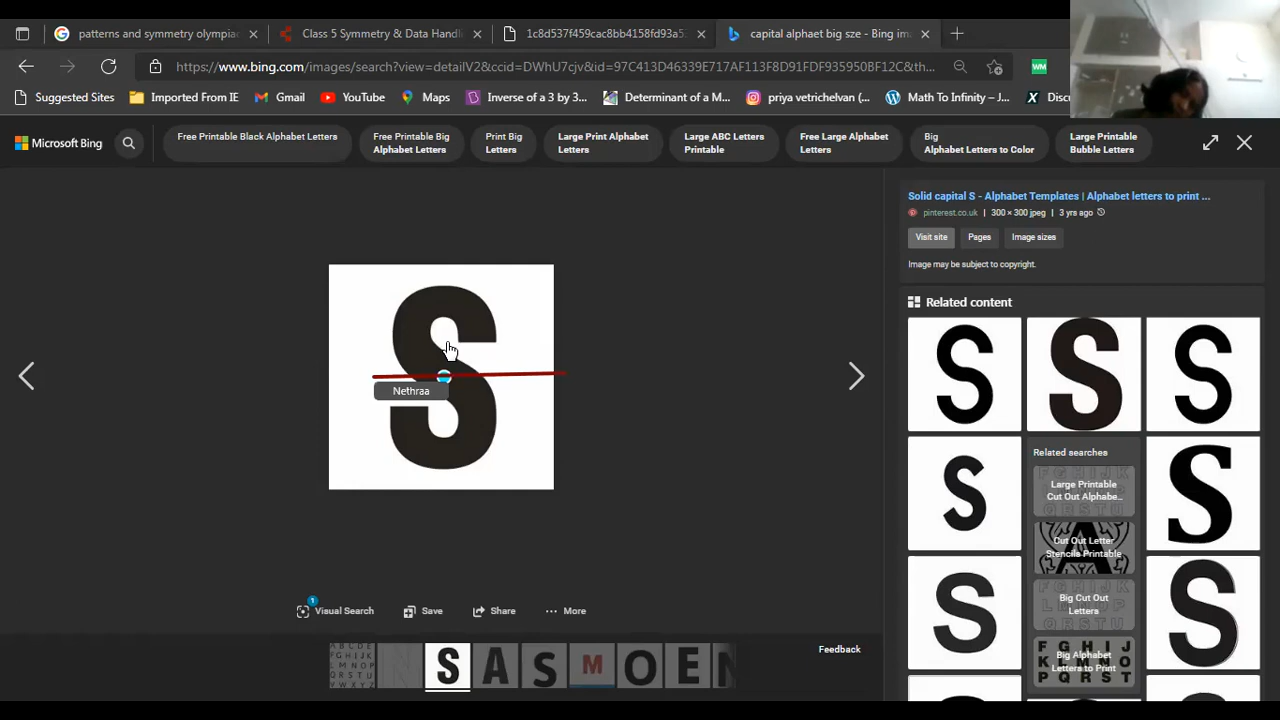 patterns and symmetry olympiac
Class 5 Symmetry & Data Handl
1c8d537f459cac8bb4158fd93a5
capital alphaet big sze - Bing im
https://www.bing.com/images/search?view=detailV2&ccid=DWhU7cjv&id=97C413D46339E717AF113F8D91FDF935950BF12C&th...
WM
Suggested Sites
Imported From IE
Gmail
YouTube
Maps
Inverse of a 3 by 3...
Determinant of a M...
priya vetrichelvan (...
Math To Infinity – J...
Microsoft Bing
Free Printable Black Alphabet Letters
Free Printable Big
Alphabet Letters
Print Big
Letters
Large Print Alphabet
Letters
Large ABC Letters
Printable
Free Large Alphabet
Letters
Big
Alphabet Letters to Color
Large Printable
Bubble Letters
S
Nethraa
Solid capital S - Alphabet Templates | Alphabet letters to print ...
pinterest.co.uk | 300 × 300 jpeg | 3 yrs ago
Visit site
Pages
Image sizes
Image may be subject to copyright.
Related content
S
S
S
S
Related searches
Large Printable
Cut Out Alphabe..
Cut Out Letter
Stencils Printable
Big Cut Out
Letters
Big Alphabet
Letters to Print
S
S
S
1
Visual Search
Save
Share
More
Feedback
S
A
S
M
O
E